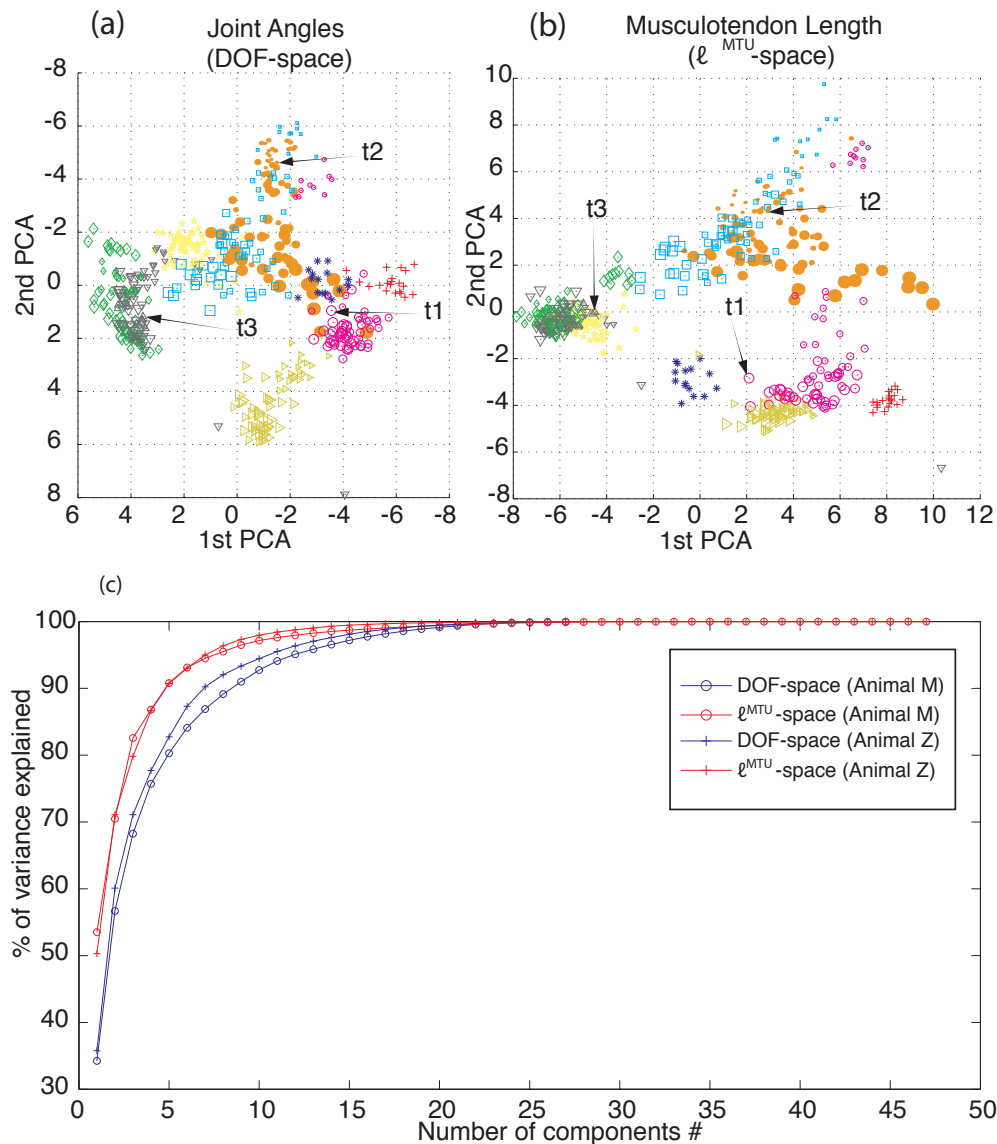 (a)
Joint Angles
(DOF-space)
-8
-6
-4
-2
0
2
4
6
8
2nd PCA
6
4
2
0
-2
-4
-6
-8
1st PCA
t2
t1
t3
(b)
Musculotendon Length
(ℓ MTU-space)
10
8
6
4
2
0
-2
-4
-6
-8
2nd PCA
-8
-6
-4
-2
0
2
4
6
8
10
12
1st PCA
t3
t2
t1
(c)
100
90
80
70
60
50
40
30
% of variance explained
0
5
10
15
20
25
30
35
40
45
50
Number of components #
DOF-space (Animal M)
ℓMTU-space (Animal M)
DOF-space (Animal Z)
ℓMTU-space (Animal Z)